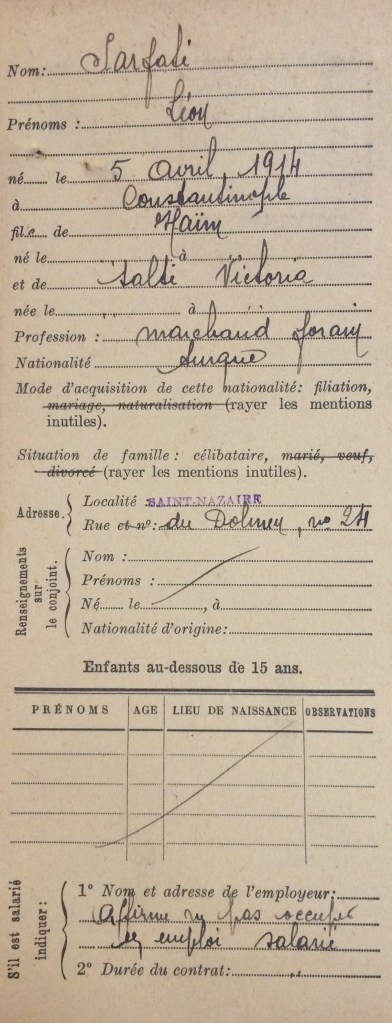 Nom: Sarfati
Prénoms : Léon
né le 5 Avril 1914
à Constantinople
fil.. de Haïm
né le à
et de Salti Victoria
née le ,, à ,,
Profession : marchand forain
Nationalité turque
Mode d'acquisition de cette nationalité : filiation,
mariage, naturalisation (rayer les mentions
inutiles).
Situation de famille : célibataire, marié, veuf,
divorcé (rayer les mentions inutiles).
Adresse. Localité SAINT-NAZAIRE
Rue et n°: du Dolmen, no 24
Renseignements
sur
le conjoint.
Nom :
Prénoms :
Né le , à
Nationalité d'origine:
Enfants au-dessous de 15 ans.
PRÉNOMS AGE LIEU DE NAISSANCE OBSERVATIONS
S'il est salarié
indiquer :
1° Nom et adresse de l'employeur:
Affirme pas occuper
emploi salarié
2° Durée du contrat: ,,